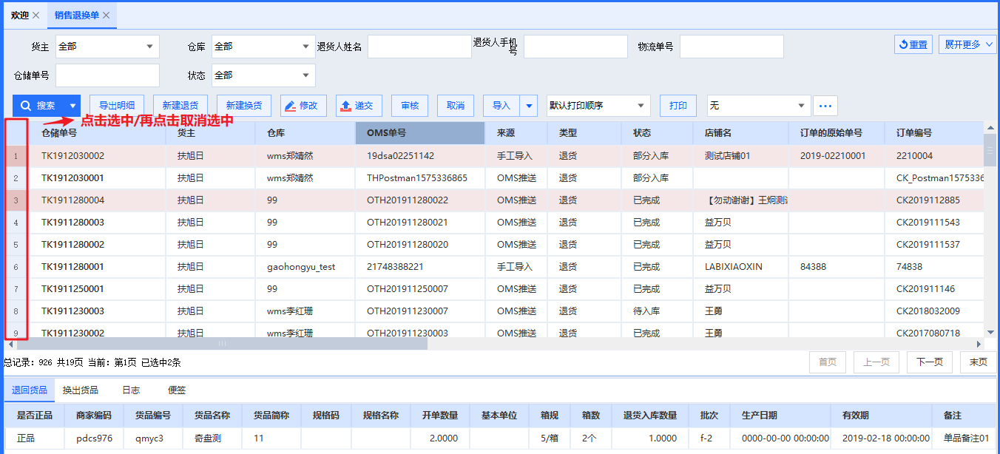 欢迎 销售退换单
货主 全部 仓库 全部 退货人姓名 退货人手机号 物流单号 重置 展开更多
仓储单号 状态 全部
搜索 导出明细 新建退货 新建换货 修改 递交 审核 取消 导入 默认打印顺序 打印 无
点击选中/再点击取消选中
仓储单号 货主 仓库 OMS单号 来源 类型 状态 店铺名 订单的原始单号 订单编号
1 TK1912030002 扶旭日 wms郑婧然 19dsa02251142 手工导入 退货 部分入库 测试店铺01 2019-02210001 2210004
2 TK1912030001 扶旭日 wms郑婧然 THPostman1575336865 OMS推送 退货 部分入库 CK_Postman1575336
3 TK1911280004 扶旭日 99 OTH201911280022 OMS推送 退货 已完成 【勿动谢谢】王炯测试 CK2019112885
4 TK1911280003 扶旭日 99 OTH201911280021 OMS推送 退货 已完成 益万贝 CK2019111543
5 TK1911280002 扶旭日 99 OTH201911280020 OMS推送 退货 已完成 益万贝 CK2019111537
6 TK1911280001 扶旭日 gaohongyu_test 21748388221 手工导入 退货 已完成 LABIXIAOXIN 84388 74838
7 TK1911250001 扶旭日 99 OTH201911250007 OMS推送 退货 已完成 益万贝 CK201911146
8 TK1911230003 扶旭日 wms李红珊 OTH201911230007 OMS推送 退货 待入库 王勇 CK2018032009
9 TK1911230002 扶旭日 wms李红珊 OTH201911230003 OMS推送 退货 已完成 王勇 CK2017080718
总记录：926 共19页 当前：第1页 已选中2条 首页 上一页 下一页 末页
退回货品 换出货品 日志 便签
是否正品 商家编码 货品编号 货品名称 货品简称 规格码 规格名称 开单数量 基本单位 箱规 箱数 退货入库数量 批次 生产日期 有效期 备注
正品 pdcs976 qmyc3 奇盘测 11 2.0000 5/箱 2个 1.0000 f-2 0000-00-00 00:00:00 2019-02-18 00:00:00 单品备注01